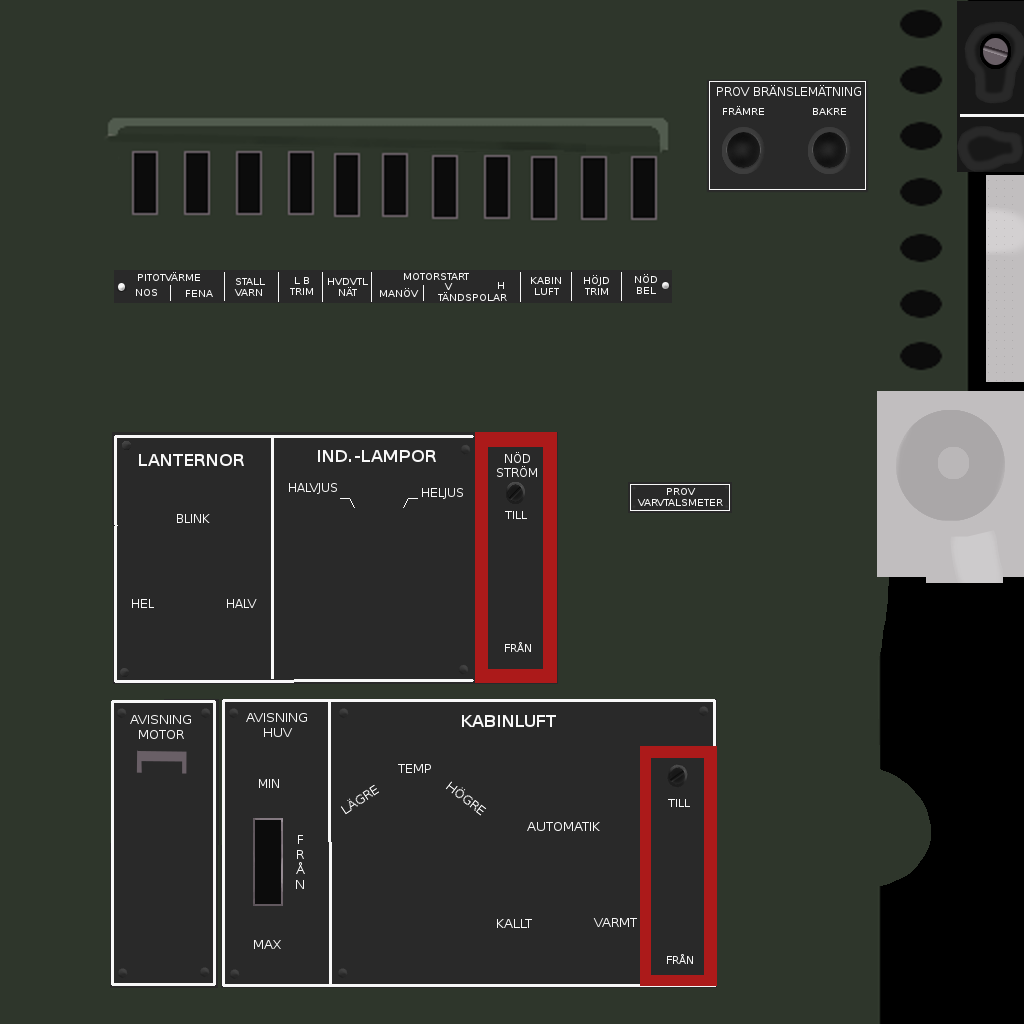 PROV BRÄNSLEMÄTNING
FRÄMRE BAKRE
PITOTVÄRME
NOS FENA
STALL
VARN
L B
TRIM
HVDVTL
NÄT
MOTORSTART
MANÖV V H
TÄNDSPOLAR
KABIN
LUFT
HÖJD
TRIM
NÖD
BEL
LANTERNOR
BLINK
HEL HALV
IND.-LAMPOR
HALVJUS HELJUS
NÖD
STRÖM
TILL
FRÅN
PROV
VARVTALSMETER
AVISNING
MOTOR
AVISNING
HUV
MIN
FRÅN
MAX
KABINLUFT
TEMP
LÄGRE HÖGRE
AUTOMATIK
KALLT VARMT
TILL
FRÅN